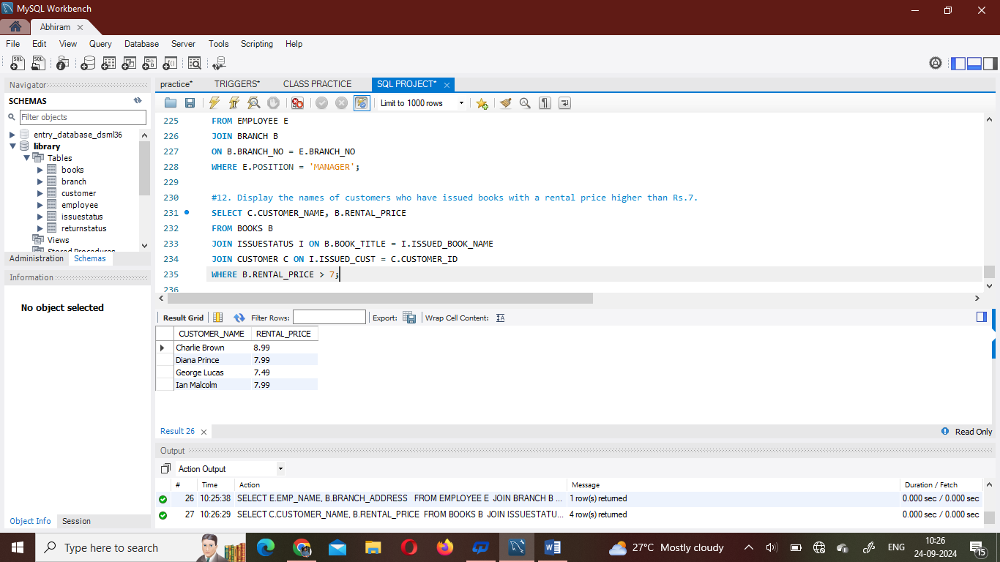 MySQL Workbench
Abhiram
File Edit View Query Database Server Tools Scripting Help
Navigator
SCHEMAS
Filter objects
entry_database_dsml36
library
Tables
books
branch
customer
employee
issuestatus
returnstatus
Views
Stored Procedures
Administration Schemas
Information
No object selected
Object Info Session
practice* TRIGGERS* CLASS PRACTICE SQL PROJECT*
Limit to 1000 rows
225 FROM EMPLOYEE E
226 JOIN BRANCH B
227 ON B.BRANCH_NO = E.BRANCH_NO
228 WHERE E.POSITION = 'MANAGER';
229
230 #12. Display the names of customers who have issued books with a rental price higher than Rs.7.
231 SELECT C.CUSTOMER_NAME, B.RENTAL_PRICE
232 FROM BOOKS B
233 JOIN ISSUESTATUS I ON B.BOOK_TITLE = I.ISSUED_BOOK_NAME
234 JOIN CUSTOMER C ON I.ISSUED_CUST = C.CUSTOMER_ID
235 WHERE B.RENTAL_PRICE > 7;
236
Result Grid Filter Rows: Export: Wrap Cell Content:
CUSTOMER_NAME RENTAL_PRICE
Charlie Brown 8.99
Diana Prince 7.99
George Lucas 7.49
Ian Malcolm 7.99
Result 26
Read Only
Output
Action Output
# Time Action Message Duration / Fetch
26 10:25:38 SELECT E.EMP_NAME, B.BRANCH_ADDRESS FROM EMPLOYEE E JOIN BRANCH B ... 1 row(s) returned 0.000 sec / 0.000 sec
27 10:26:29 SELECT C.CUSTOMER_NAME, B.RENTAL_PRICE FROM BOOKS B JOIN ISSUESTATU... 4 row(s) returned 0.000 sec / 0.000 sec
Type here to search
27°C Mostly cloudy
ENG
10:26
24-09-2024
15